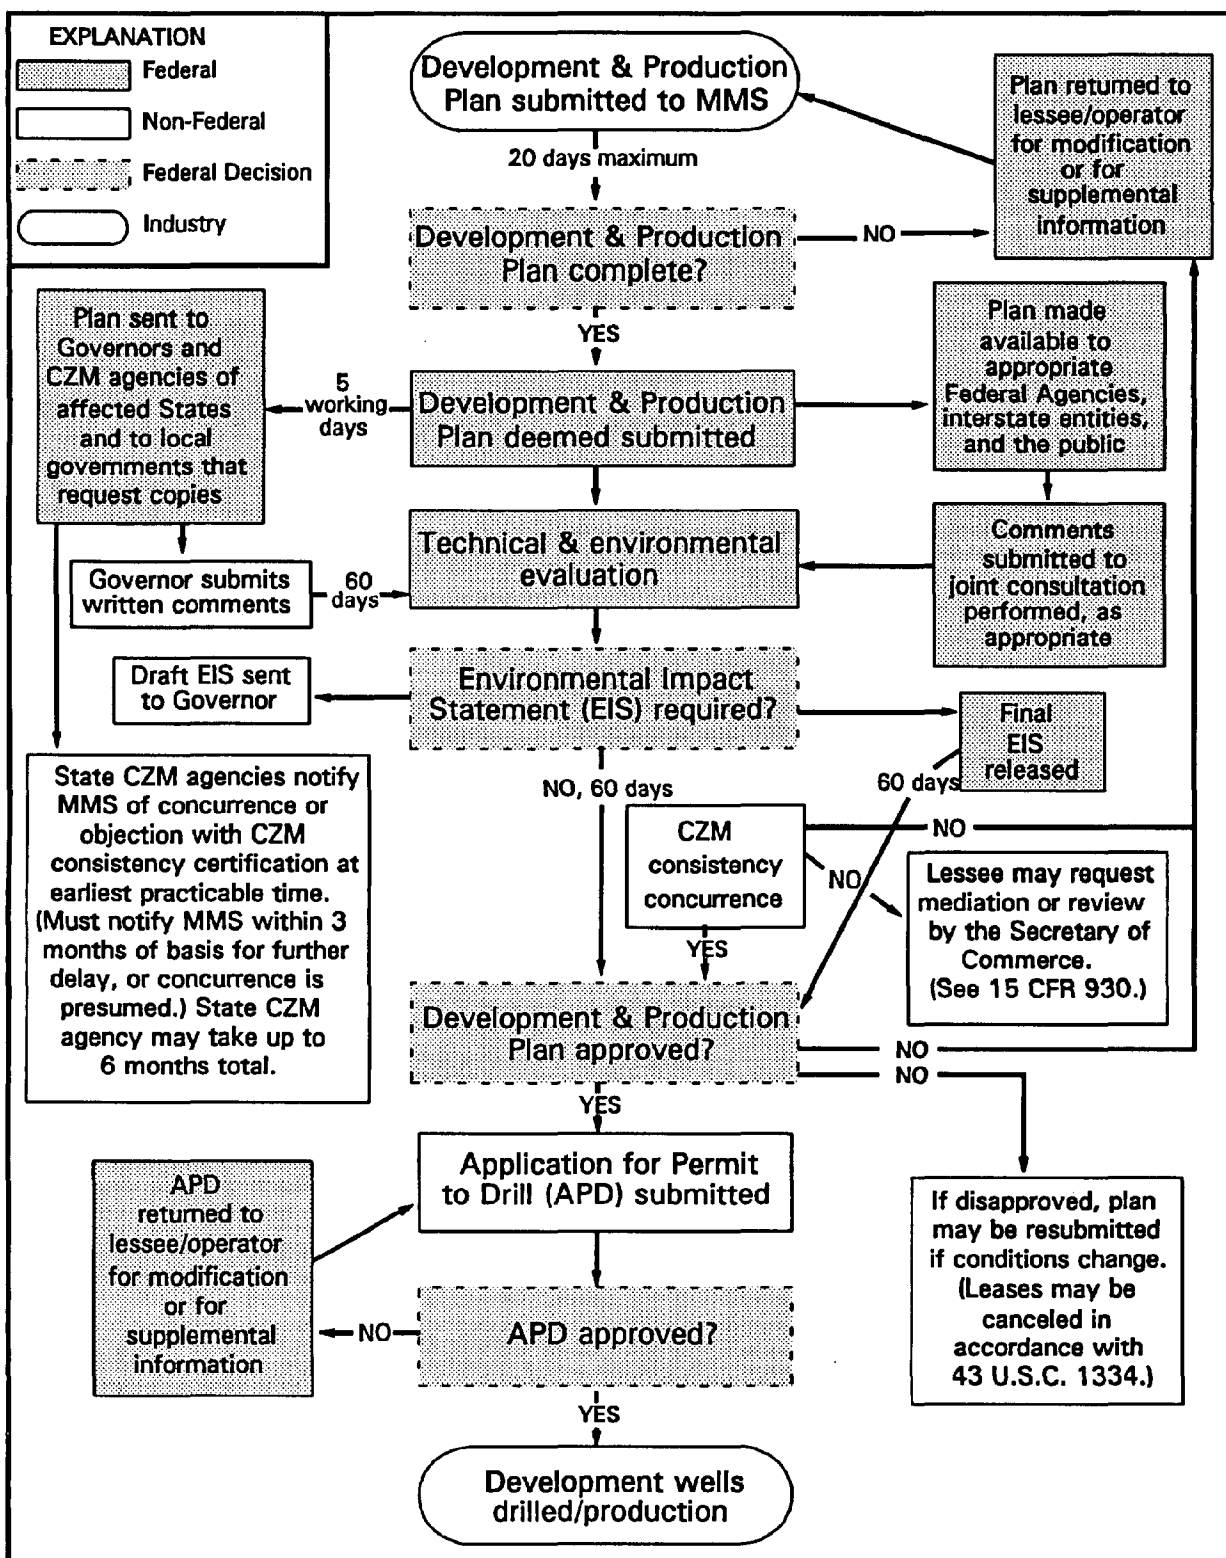 EXPLANATION
Federal
Non-Federal
Federal Decision
Industry
Development & Production
Plan submitted to MMS
Plan returned to
lessee/operator
for modification
or for
supplemental
information
20 days maximum
Development & Production
Plan complete?
NO
YES
Plan sent to
Governors and
CZM agencies of
affected States
and to local
governments that
request copies
5
working
days
Development & Production
Plan deemed submitted
Plan made
available to
appropriate
Federal Agencies,
interstate entities,
and the public
Governor submits
written comments
60
days
Technical & environmental
evaluation
Comments
submitted to
joint consultation
performed, as
appropriate
Draft EIS sent
to Governor
Environmental Impact
Statement (EIS) required?
Final
EIS
released
NO, 60 days
60 days
State CZM agencies notify
MMS of concurrence or
objection with CZM
consistency certification at
earliest practicable time.
(Must notify MMS within 3
months of basis for further
delay, or concurrence is
presumed.) State CZM
agency may take up to
6 months total.
CZM
consistency
concurrence
NO
NO
YES
Lessee may request
mediation or review
by the Secretary of
Commerce.
(See 15 CFR 930.)
Development & Production
Plan approved?
NO
NO
YES
Application for Permit
to Drill (APD) submitted
APD
returned to
lessee/operator
for modification
or for
supplemental
information
If disapproved, plan
may be resubmitted
if conditions change.
(Leases may be
canceled in
accordance with
43 U.S.C. 1334.)
NO
APD approved?
YES
Development wells
drilled/production